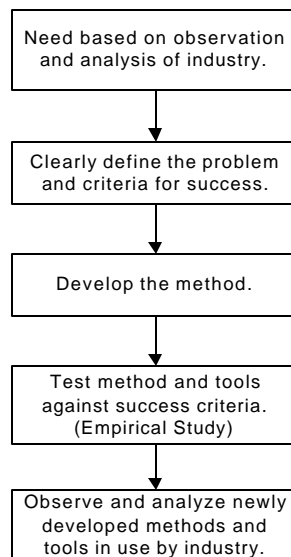 Need based on observation
and analysis of industry.
Clearly define the problem
and criteria for success.
Develop the method.
Test method and tools
against success criteria.
(Empirical Study)
Observe and analyze newly
developed methods and
tools in use by industry.